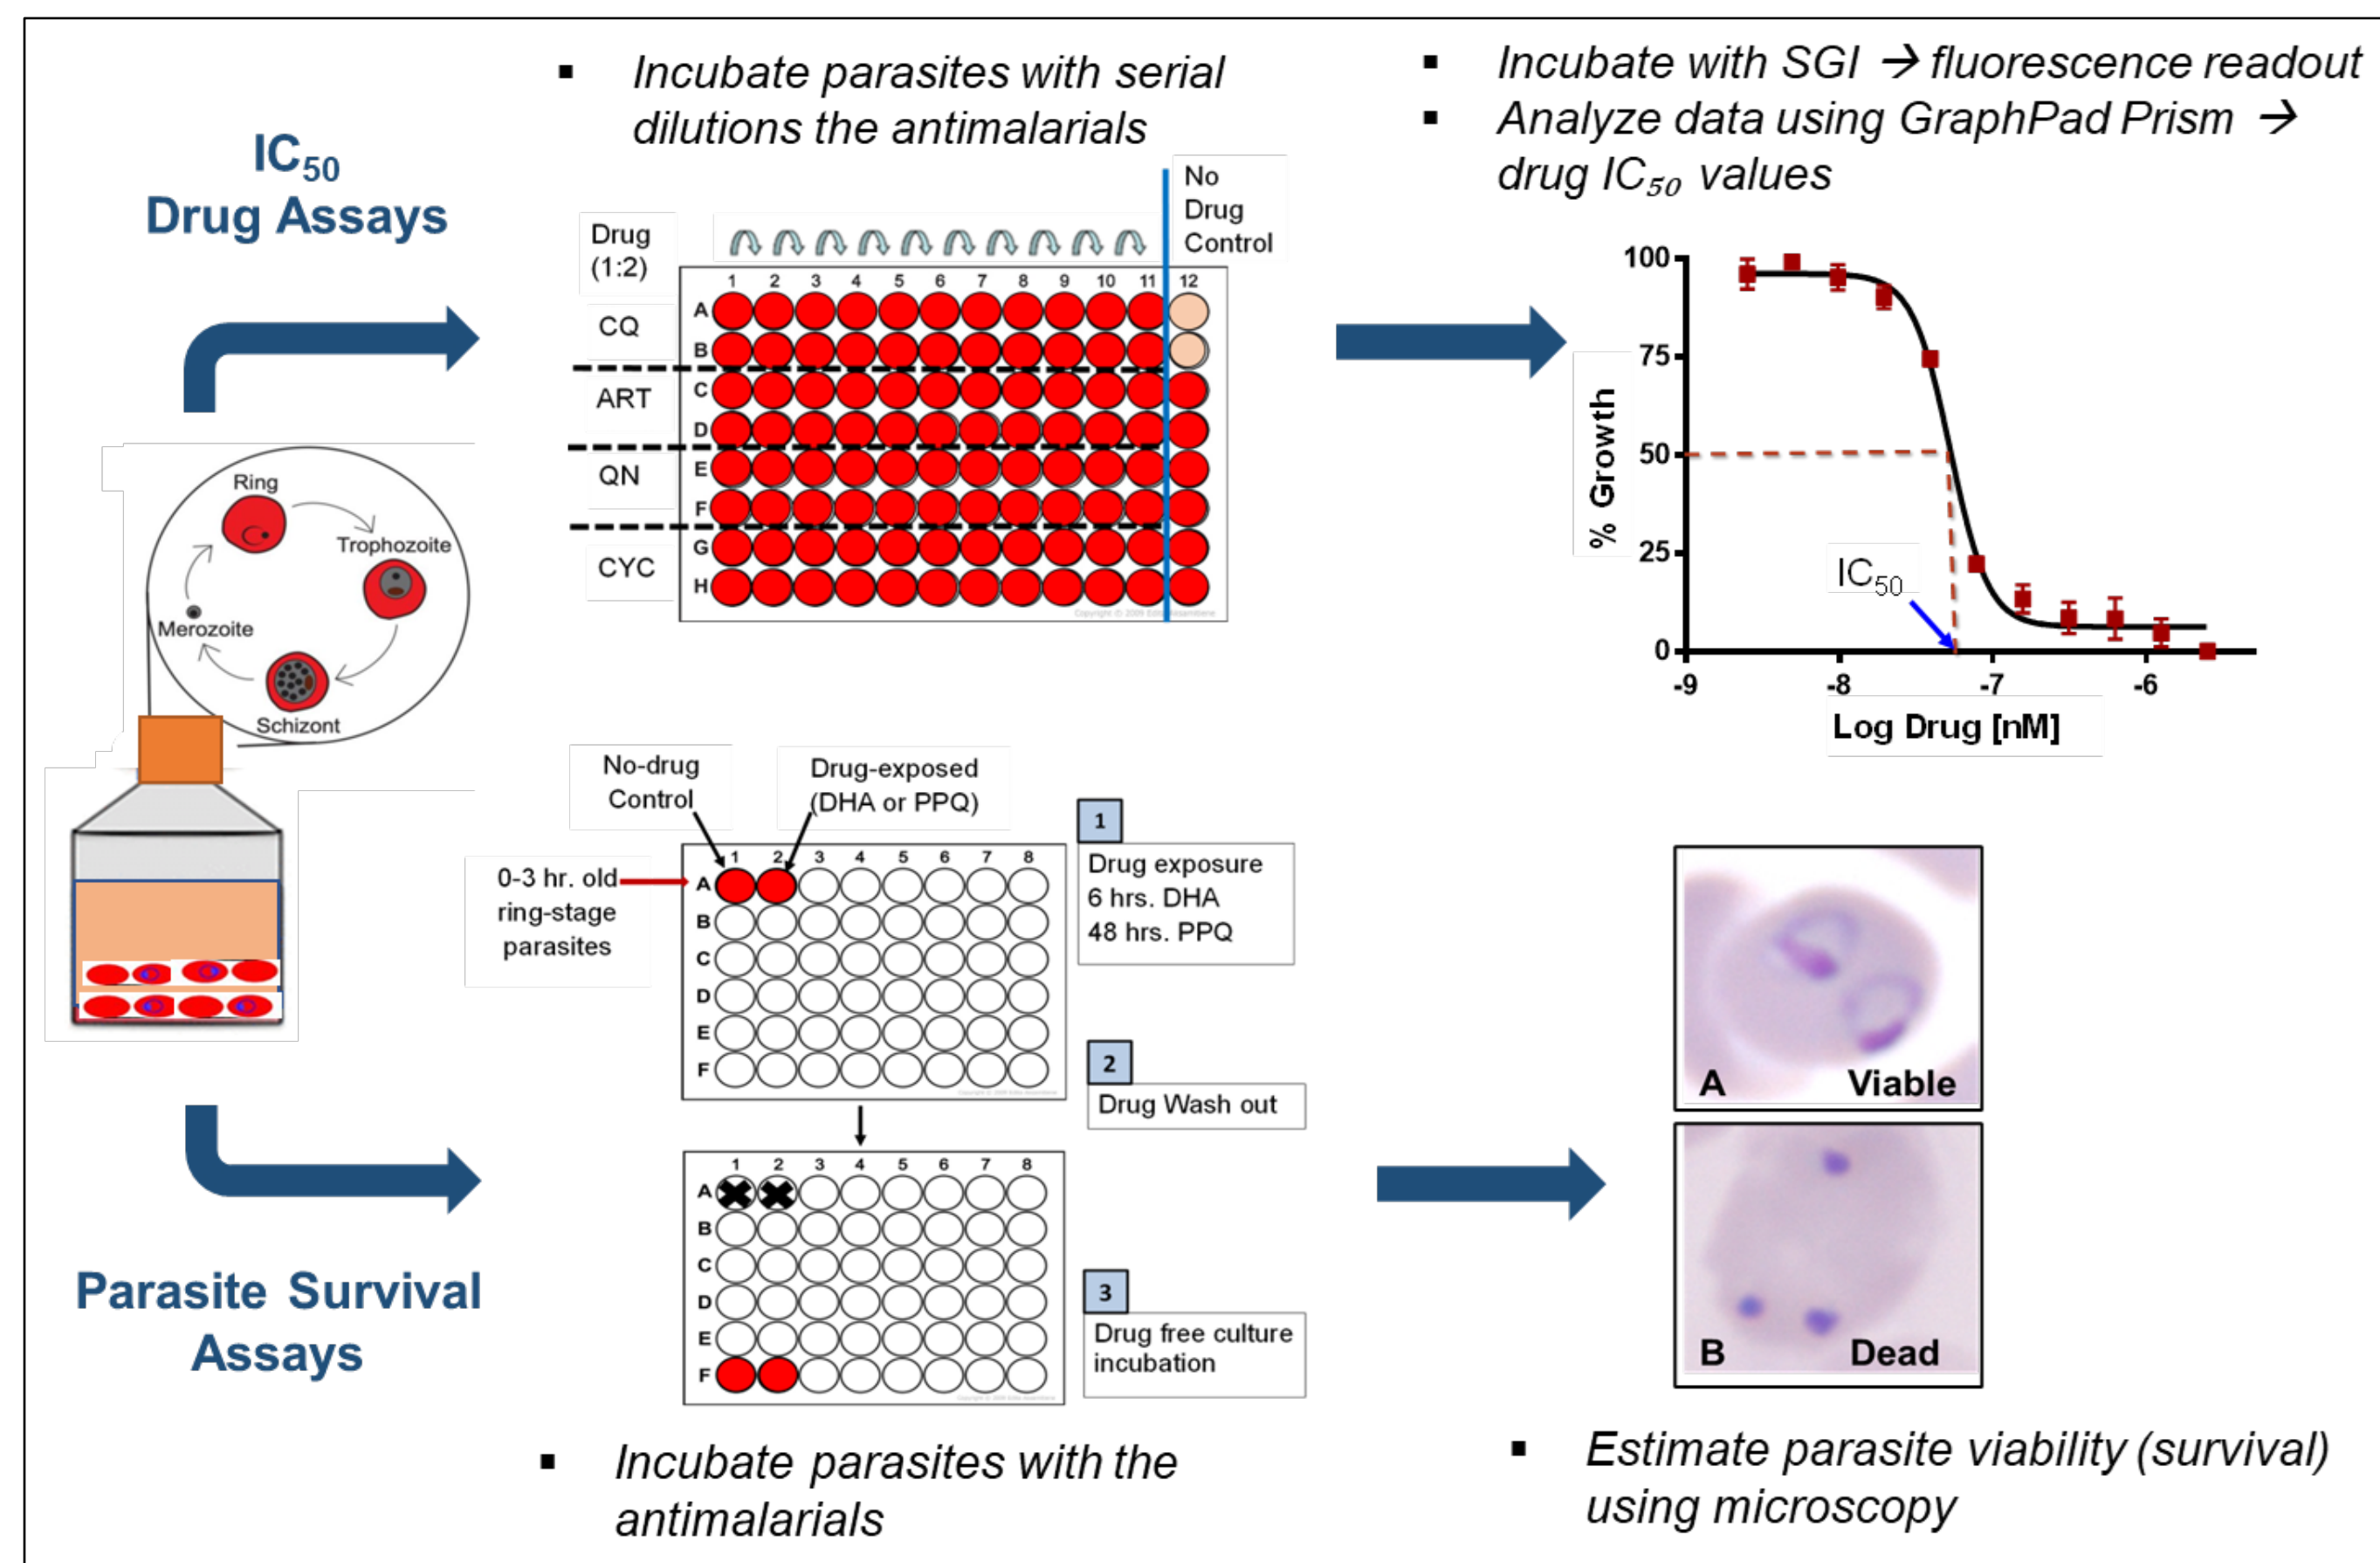 IC50
Drug Assays
▪ Incubate parasites with serial
dilutions the antimalarials
▪ Incubate with SGI → fluorescence readout
▪ Analyze data using GraphPad Prism →
drug IC50 values
Drug
(1:2)
No
Drug
Control
1 2 3 4 5 6 7 8 9 10 11 12
CQ
ART
QN
CYC
A
B
C
D
E
F
G
H
Copyright © 2009 Edita Aosamitiene
100
75
50
25
0
% Growth
IC50
-9 -8 -7 -6
Log Drug [nM]
Ring
Trophozoite
Merozoite
Schizont
No-drug
Control
Drug-exposed
(DHA or PPQ)
0-3 hr. old
ring-stage
parasites
1 2 3 4 5 6 7 8
A
B
C
D
E
F
1
Drug exposure
6 hrs. DHA
48 hrs. PPQ
2
Drug Wash out
1 2 3 4 5 6 7 8
A
B
C
D
E
F
3
Drug free culture
incubation
A Viable
B Dead
Parasite Survival
Assays
▪ Incubate parasites with the
antimalarials
▪ Estimate parasite viability (survival)
using microscopy